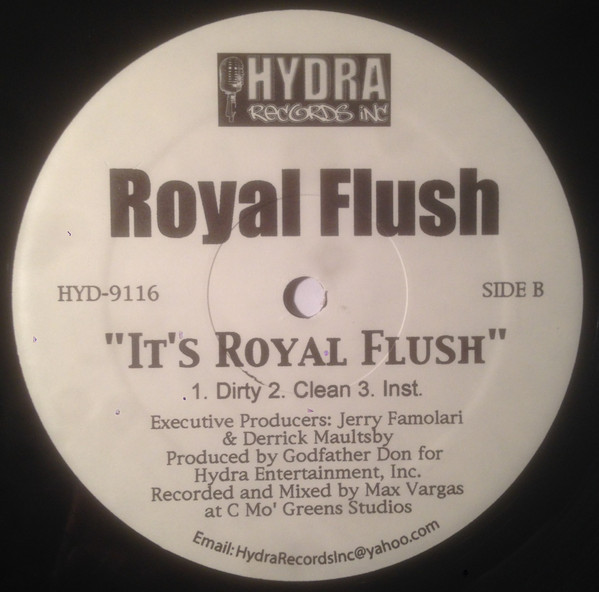 HYDRA
RECORDS INC
Royal Flush
HYD-9116
SIDE B
"IT'S ROYAL FLUSH"
1. Dirty 2. Clean 3. Inst.
Executive Producers: Jerry Famolari
& Derrick Maultsby
Produced by Godfather Don for
Hydra Entertainment, Inc.
Recorded and Mixed by Max Vargas
at C Mo' Greens Studios
Email:HydraRecordsInc@yahoo.com